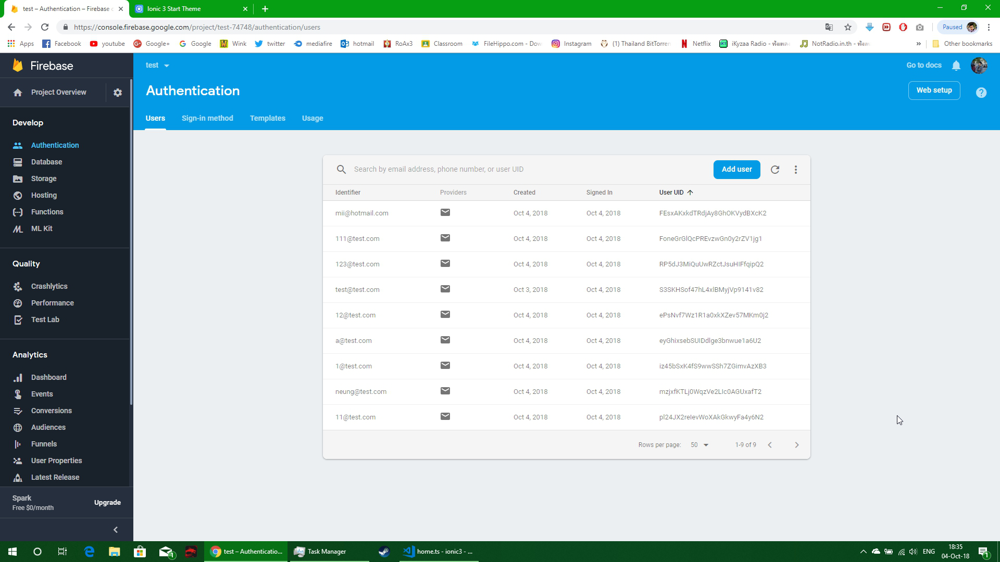 test – Authentication – Firebase c
Ionic 3 Start Theme
https://console.firebase.google.com/project/test-74748/authentication/users
Paused
Apps
Facebook
youtube
Google+
Google
Wink
twitter
mediafire
hotmail
RoAx3
Classroom
FileHippo.com - Dow
Instagram
(1) Thailand BitTorren
Netflix
iKyzaa Radio - ฟังเพลง
NotRadio.in.th - ฟังเพ
»
Other bookmarks
Firebase
test
Go to docs
Project Overview
Authentication
Web setup
Users
Sign-in method
Templates
Usage
Develop
Authentication
Database
Storage
Hosting
Functions
ML Kit
Quality
Crashlytics
Performance
Test Lab
Analytics
Dashboard
Events
Conversions
Audiences
Funnels
User Properties
Latest Release
Spark
Free $0/month
Upgrade
Search by email address, phone number, or user UID
Add user
Identifier Providers Created Signed In User UID
mii@hotmail.com Oct 4, 2018 Oct 4, 2018 FEsxAKxkdTRdjAy8GhOKVydBXcK2
111@test.com Oct 4, 2018 Oct 4, 2018 FoneGrGlQcPREvzwGn0y2rZV1jg1
123@test.com Oct 4, 2018 Oct 4, 2018 RP5dJ3MiQuUwRZctJsuHIFfqipQ2
test@test.com Oct 3, 2018 Oct 4, 2018 S3SKHSof47hL4xlBMyjVp9141v82
12@test.com Oct 4, 2018 Oct 4, 2018 ePsNvf7Wz1R1a0xkXZev57MKm0j2
a@test.com Oct 4, 2018 Oct 4, 2018 eyGhixsebSUIDdlge3bnwue1a6U2
1@test.com Oct 4, 2018 Oct 4, 2018 iz45bSxK4fS9wwSSh7ZGimvAzXB3
neung@test.com Oct 4, 2018 Oct 4, 2018 mzjxfKTLj0WqzVe2LIc0AGUxafT2
11@test.com Oct 4, 2018 Oct 4, 2018 pl24JX2relevWoXAkGkwyFa4y6N2
Rows per page: 50 1-9 of 9
1
test – Authenticatio...
Task Manager
home.ts - ionic3 - ...
ENG
18:35
04-Oct-18
1